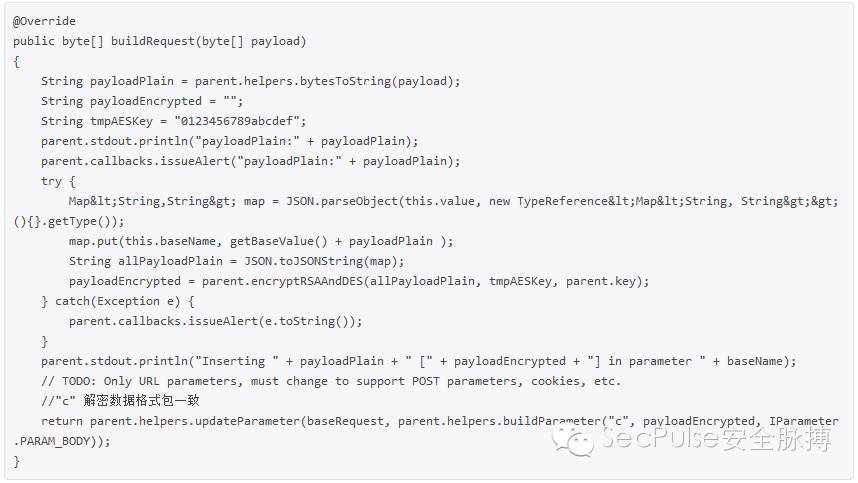 @Override
public byte[] buildRequest(byte[] payload)
{
    String payloadPlain = parent.helpers.bytesToString(payload);
    String payloadEncrypted = "";
    String tmpAESKey = "0123456789abcdef";
    parent.stdout.println("payloadPlain:" + payloadPlain);
    parent.callbacks.issueAlert("payloadPlain:" + payloadPlain);
    try {
        Map&lt;String,String&gt; map = JSON.parseObject(this.value, new TypeReference&lt;Map&lt;String, String&gt;&gt;
(){}.getType());
        map.put(this.baseName, getBaseValue() + payloadPlain );
        String allPayloadPlain = JSON.toJSONString(map);
        payloadEncrypted = parent.encryptRSAAndDES(allPayloadPlain, tmpAESKey, parent.key);
    } catch(Exception e) {
        parent.callbacks.issueAlert(e.toString());
    }
    parent.stdout.println("Inserting " + payloadPlain + " [" + payloadEncrypted + "] in parameter " + baseName);
    // TODO: Only URL parameters, must change to support POST parameters, cookies, etc.
    //"c" 解密数据格式包一致
    return parent.helpers.updateParameter(baseRequest, parent.helpers.buildParameter("c", payloadEncrypted, IParameter
.PARAM_BODY));
}
SecPulse安全脉搏